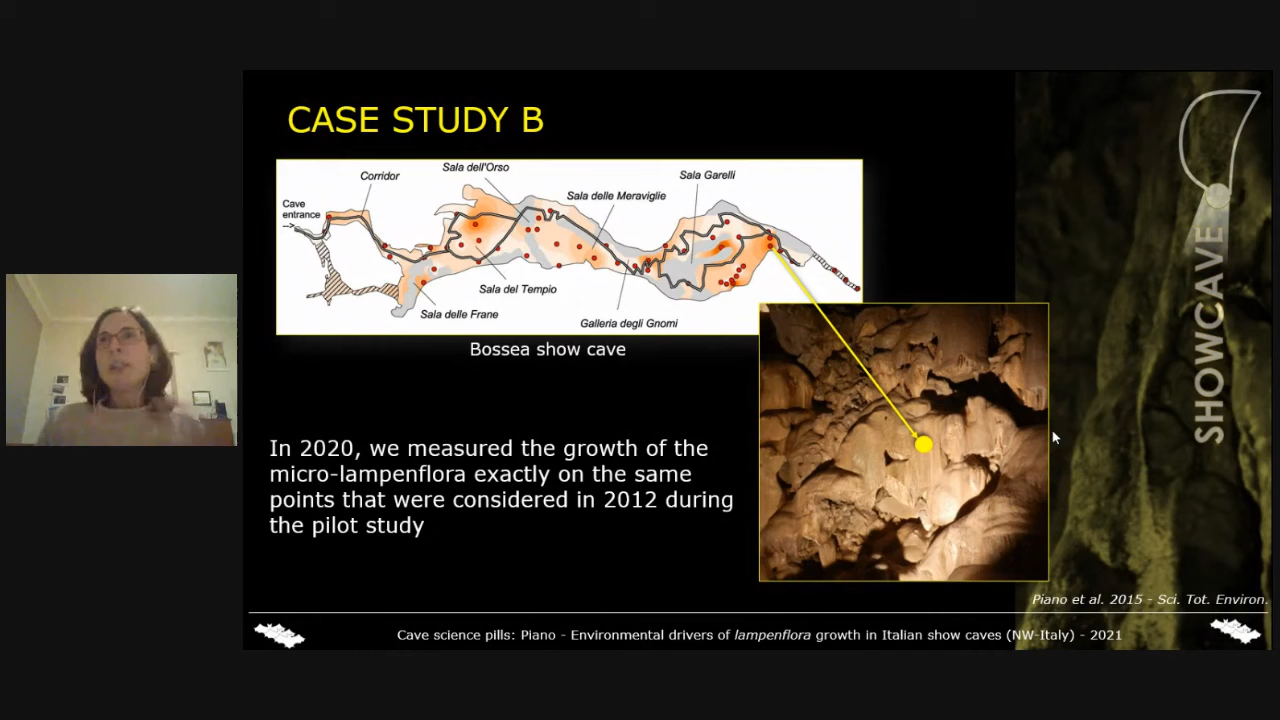 CASE STUDY B
Sala dell'Orso
Corridor
Sala Garelli
Sala delle Meraviglie
Cave
entrance
Sala del Tempio
Sala delle Frane
Galleria degli Gnomi
Bossea show cave
In 2020, we measured the growth of the
micro-lampenflora exactly on the same
points that were considered in 2012 during
the pilot study
SHOWCAVE
Piano et al. 2015 - Sci. Tot. Environ.
Cave science pills: Piano - Environmental drivers of lampenflora growth in Italian show caves (NW-Italy) - 2021